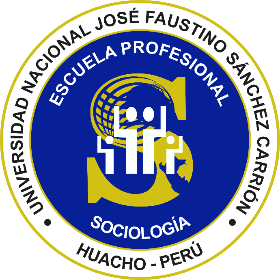 UNIVERSIDAD NACIONAL JOSÉ FAUSTINO SÁNCHEZ CARRIÓN
ESCUELA PROFESIONAL
S
SOCIOLOGÍA
HUACHO - PERÚ